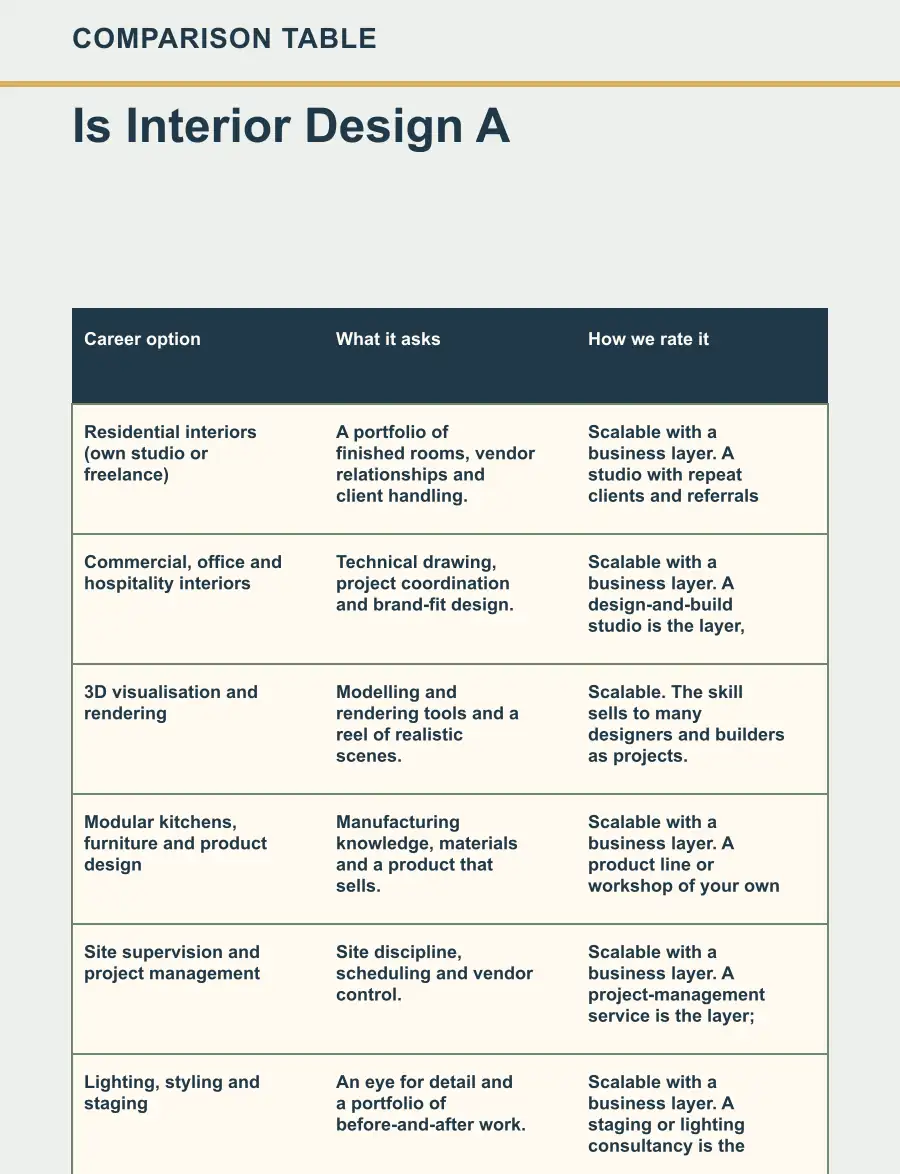 COMPARISON TABLE
Is Interior Design A
Career option
What it asks
How we rate it
Residential interiors
(own studio or
freelance)
A portfolio of
finished rooms, vendor
relationships and
client handling.
Scalable with a
business layer. A
studio with repeat
clients and referrals
Commercial, office and
hospitality interiors
Technical drawing,
project coordination
and brand-fit design.
Scalable with a
business layer. A
design-and-build
studio is the layer,
3D visualisation and
rendering
Modelling and
rendering tools and a
reel of realistic
scenes.
Scalable. The skill
sells to many
designers and builders
as projects.
Modular kitchens,
furniture and product
design
Manufacturing
knowledge, materials
and a product that
sells.
Scalable with a
business layer. A
product line or
workshop of your own
Site supervision and
project management
Site discipline,
scheduling and vendor
control.
Scalable with a
business layer. A
project-management
service is the layer;
Lighting, styling and
staging
An eye for detail and
a portfolio of
before-and-after work.
Scalable with a
business layer. A
staging or lighting
consultancy is the